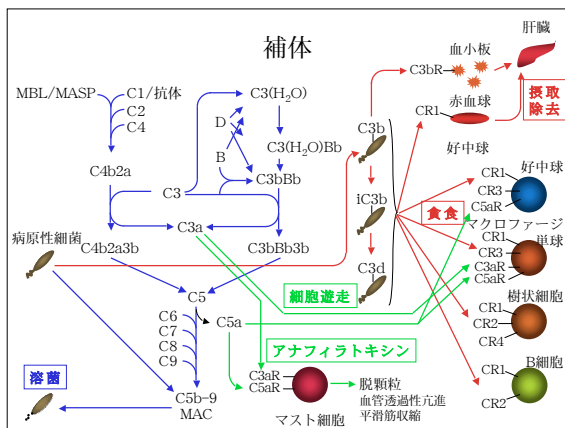 補体
MBL/MASP
C1/抗体
C2
C4
C4b2a
C3
C3a
C4b2a3b
C3(H₂O)
D
B
C3(H₂O)Bb
C3bBb
C3bBb3b
病原性細菌
C5
C5a
C6
C7
C8
C9
C5b-9
MAC
溶菌
C3b
iC3b
C3d
C3bR
血小板
肝臓
CR1
赤血球
摂取
除去
好中球
貪食
CR1
CR3
C5aR
好中球
マクロファージ
単球
CR1
CR3
C3aR
C5aR
樹状細胞
CR1
CR2
CR4
B細胞
CR1
CR2
細胞遊走
アナフィラトキシン
C3aR
C5aR
マスト細胞
脱顆粒
血管透過性亢進
平滑筋収縮